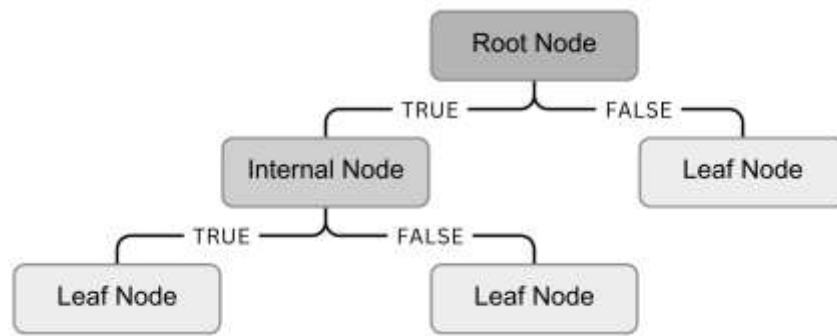 Root Node
TRUE
FALSE
Internal Node
Leaf Node
TRUE
FALSE
Leaf Node
Leaf Node